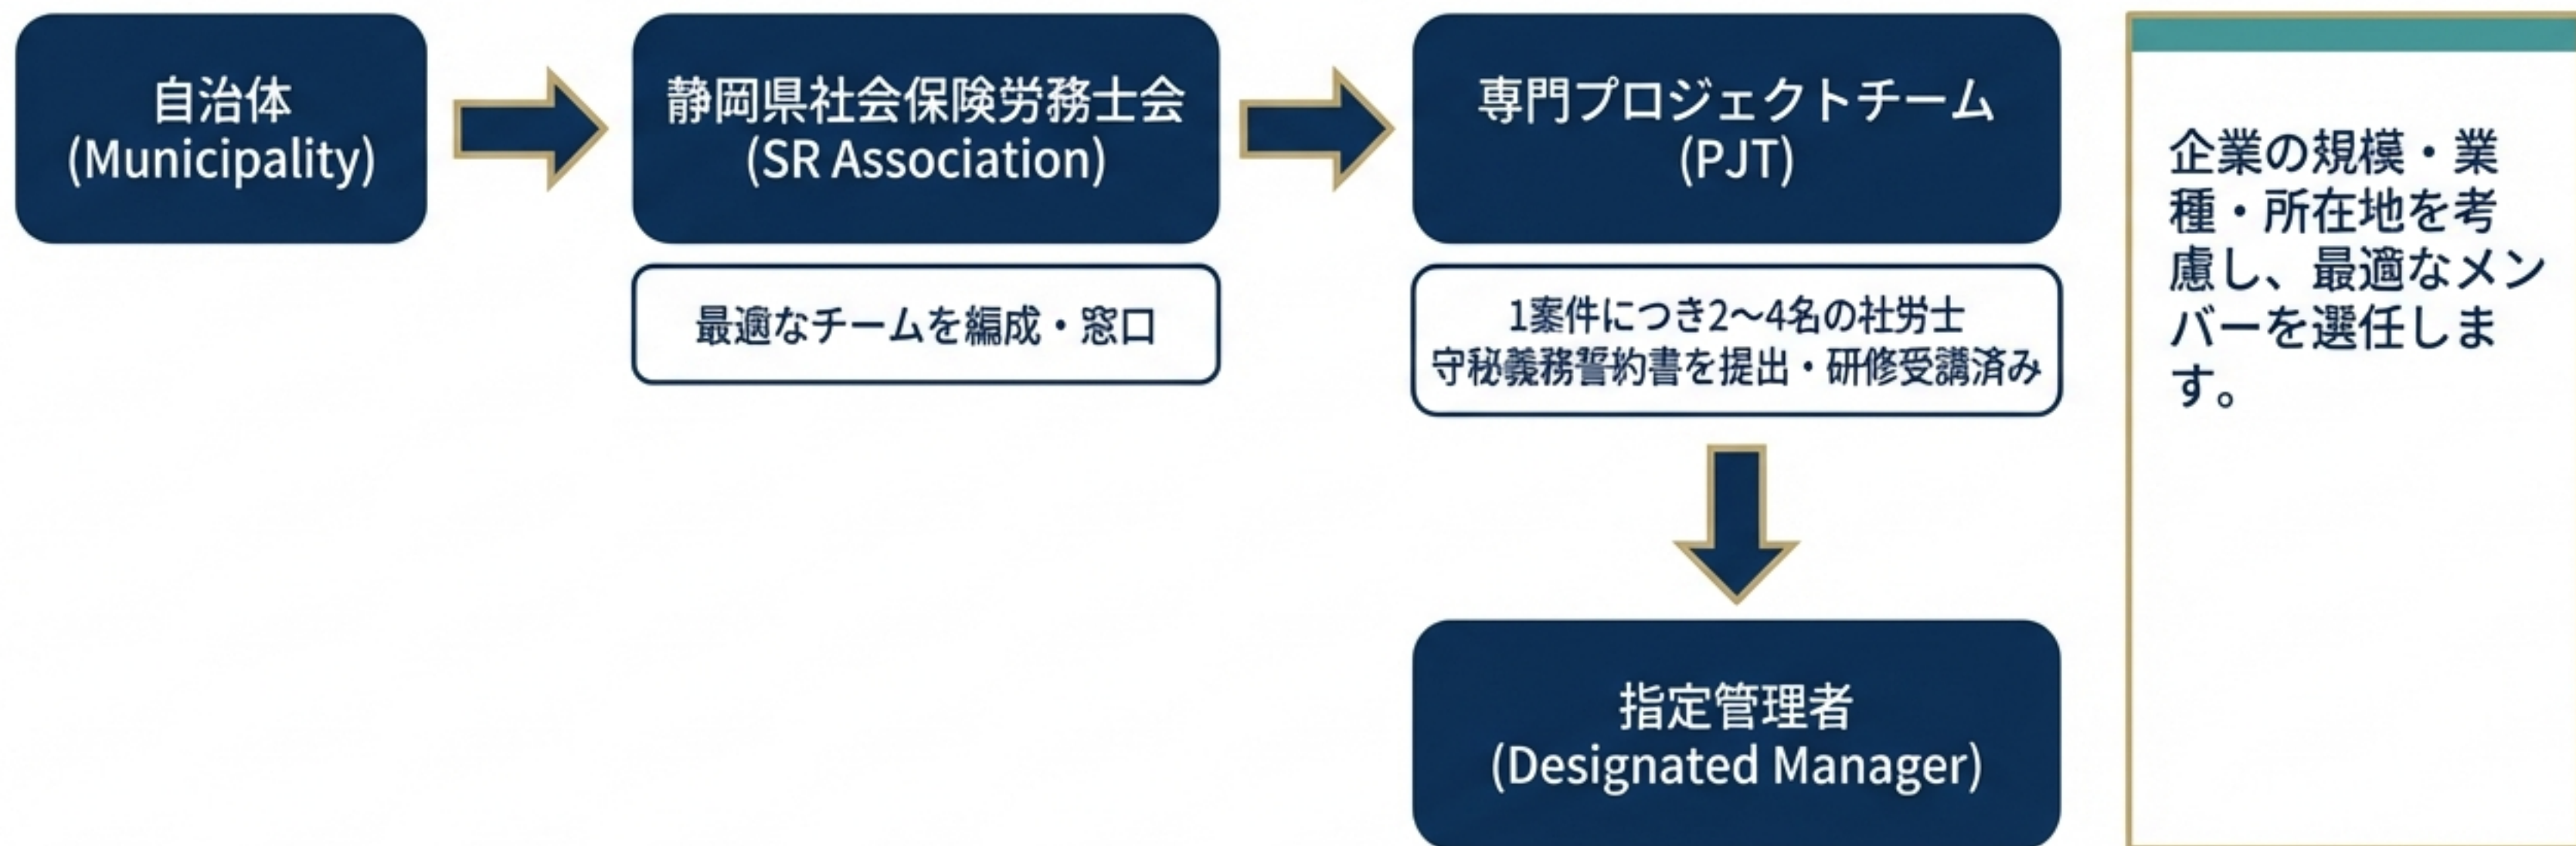 自治体
(Municipality)
静岡県社会保険労務士会
(SR Association)
最適なチームを編成・窓口
専門プロジェクトチーム
(PJT)
1案件につき2〜4名の社労士
守秘義務誓約書を提出・研修受講済み
指定管理者
(Designated Manager)
企業の規模・業
種・所在地を考
慮し、最適なメン
バーを選任しま
す。